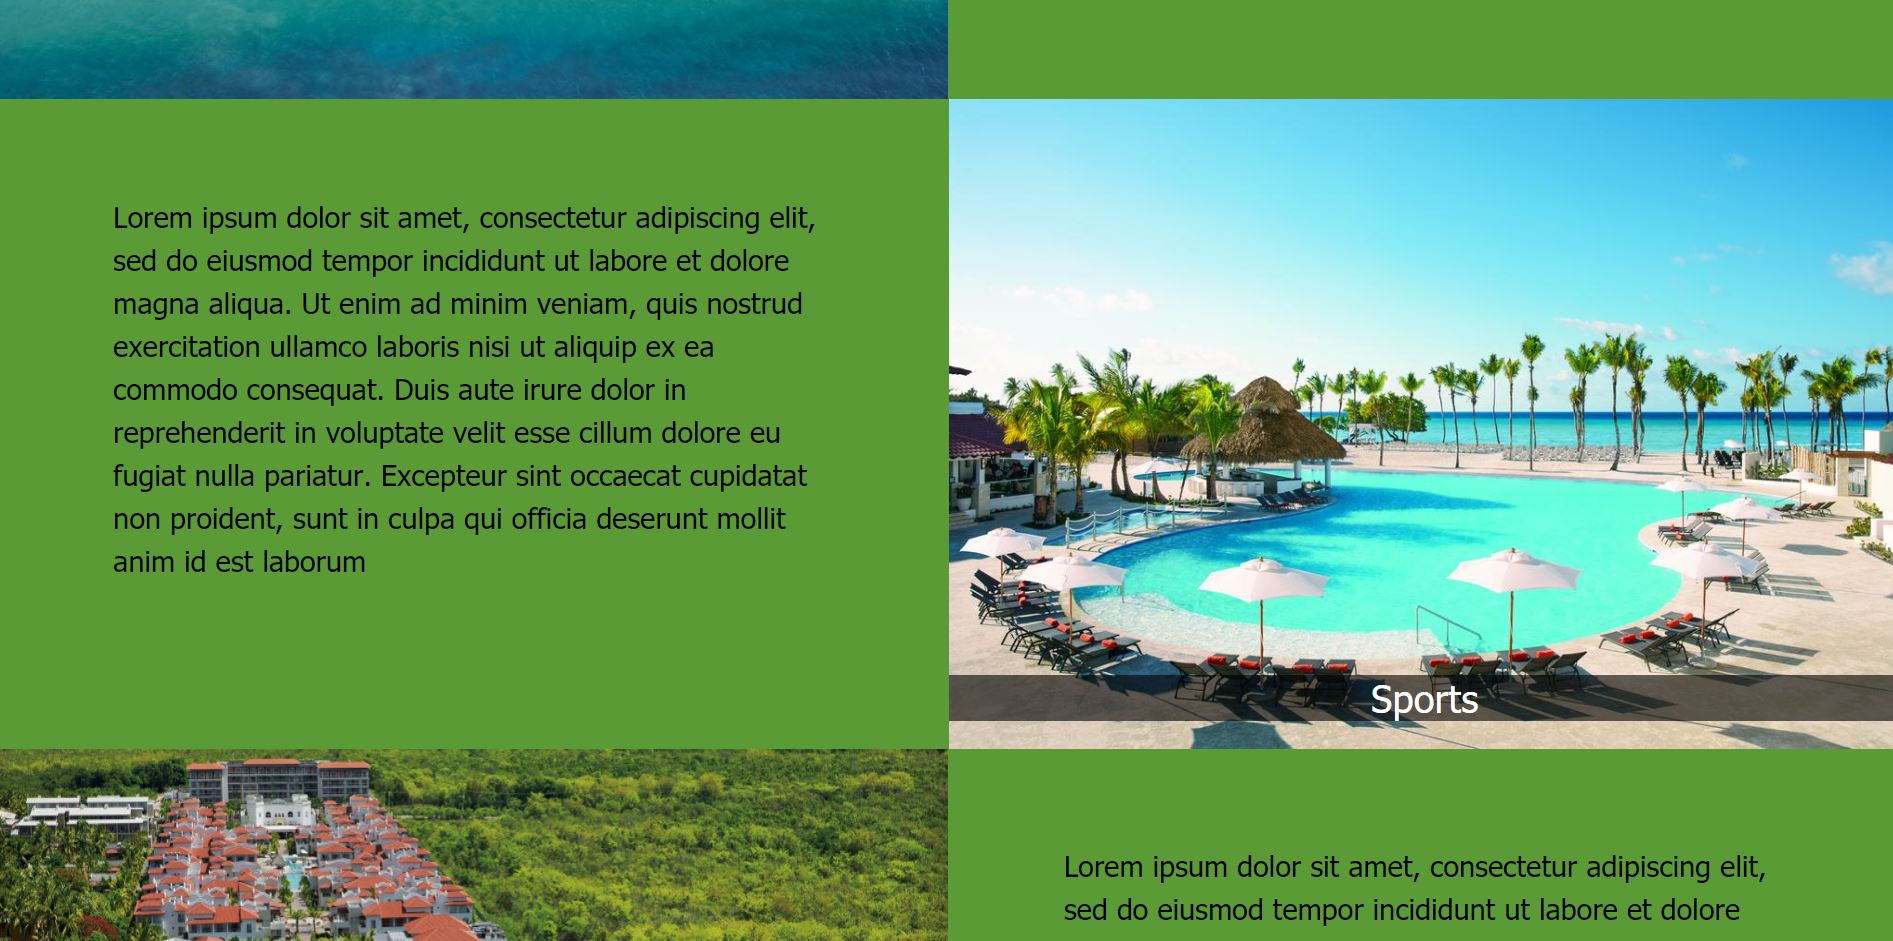 Lorem ipsum dolor sit amet, consectetur adipiscing elit,
sed do eiusmod tempor incididunt ut labore et dolore
magna aliqua. Ut enim ad minim veniam, quis nostrud
exercitation ullamco laboris nisi ut aliquip ex ea
commodo consequat. Duis aute irure dolor in
reprehenderit in voluptate velit esse cillum dolore eu
fugiat nulla pariatur. Excepteur sint occaecat cupidatat
non proident, sunt in culpa qui officia deserunt mollit
anim id est laborum
Sports
Lorem ipsum dolor sit amet, consectetur adipiscing elit,
sed do eiusmod tempor incididunt ut labore et dolore